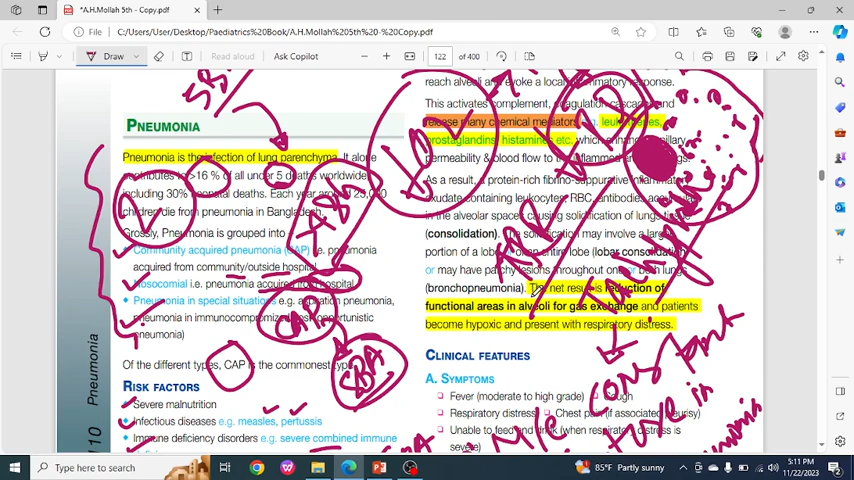 *A.H.Mollah 5th - Copy.pdf
File
C:/Users/User/Desktop/Paediatrics%20Book/A.H.Mollah%205th%20-%20Copy.pdf
Draw
Read aloud
Ask Copilot
122 of 400
PNEUMONIA
Pneumonia is the infection of lung parenchyma. It alone
contributes to >16 % of all under 5 deaths worldwide
including 30% neonatal deaths. Each year around 25,000
children die from pneumonia in Bangladesh.
Grossly, Pneumonia is grouped into -
Community acquired pneumonia (CAP) i.e. pneumonia
acquired from community/outside hospital
Nosocomial i.e. pneumonia acquired from hospital
Pneumonia in special situations e.g. aspiration pneumonia,
pneumonia in immunocompromized host opportunistic
pneumonia)
Of the different types, CAP is the commonest type
RISK FACTORS
Severe malnutrition
Infectious diseases e.g. measles, pertussis
Immune deficiency disorders e.g. severe combined immune
110 Pneumonia
reach alveoli and evoke a local inflammatory response.
This activates complement, coagulation cascade and
release many chemical mediators, e.g. leukotrienes,
prostaglandins, histamines etc. which enhance capillary
permeability & blood flow to the inflamed
As a result, a protein-rich fibrino-suppurative inflammatory
exudate containing leukocytes, RBC, antibodies accumulate
in the alveolar spaces causing solidification of lungs tissue
(consolidation). The solidification may involve a large
portion of a lobe or even entire lobe (lobar consolidation)
or may have patchy lesions throughout one or both lungs
(bronchopneumonia). The net result is reduction of
functional areas in alveoli for gas exchange and patients
become hypoxic and present with respiratory distress.
CLINICAL FEATURES
A. SYMPTOMS
Fever (moderate to high grade) Cough
Respiratory distress Chest pain (if associated pleurisy)
Unable to feed and drink (when respiratory distress is
severe)
>48h
CAP
Tachypnoea
M/c constant
feature in
Type here to search
85°F Partly sunny
5:11 PM
11/22/2023
2